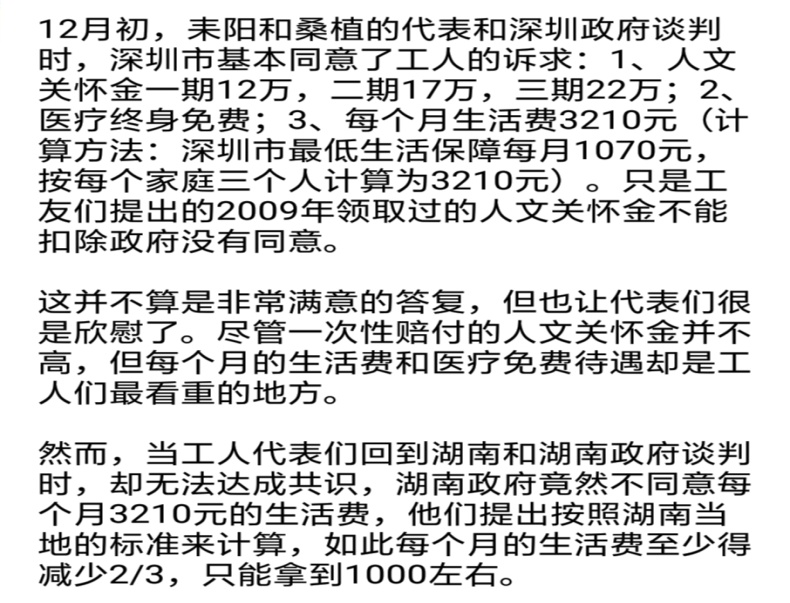 12月初，耒阳和桑植的代表和深圳政府谈判
时，深圳市基本同意了工人的诉求：1、人文
关怀金一期12万，二期17万，三期22万；2、
医疗终身免费；3、每个月生活费3210元（计
算方法：深圳市最低生活保障每月1070元，
按每个家庭三个人计算为3210元）。只是工
友们提出的2009年领取过的人文关怀金不能
扣除政府没有同意。
这并不算是非常满意的答复，但也让代表们很
是欣慰了。尽管一次性赔付的人文关怀金并不
高，但每个月的生活费和医疗免费待遇却是工
人们最看重的地方。
然而，当工人代表们回到湖南和湖南政府谈判
时，却无法达成共识，湖南政府竟然不同意每
个月3210元的生活费，他们提出按照湖南当
地的标准来计算，如此每个月的生活费至少得
减少2/3，只能拿到1000左右。